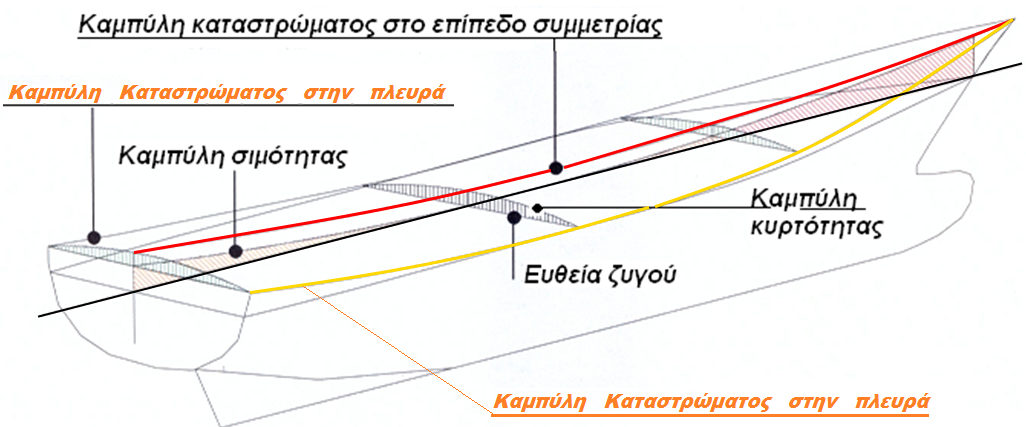 Καμπύλη καταστρώματος στο επίπεδο συμμετρίας
Καμπύλη Καταστρώματος στην πλευρά
Καμπύλη σιμότητας
Καμπύλη
κυρτότητας
Ευθεία ζυγού
Καμπύλη Καταστρώματος στην πλευρά